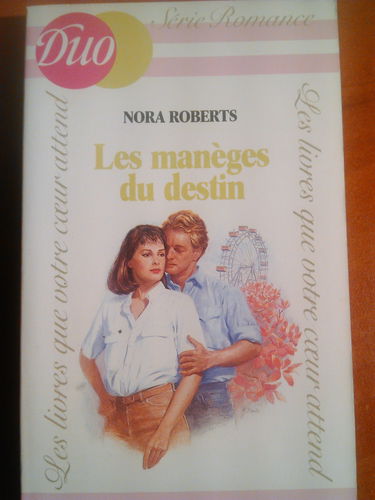 Duo
Série Romance
NORA ROBERTS
Les manèges
du destin
Les livres que votre cœur attend
Les livres que votre cœur attend